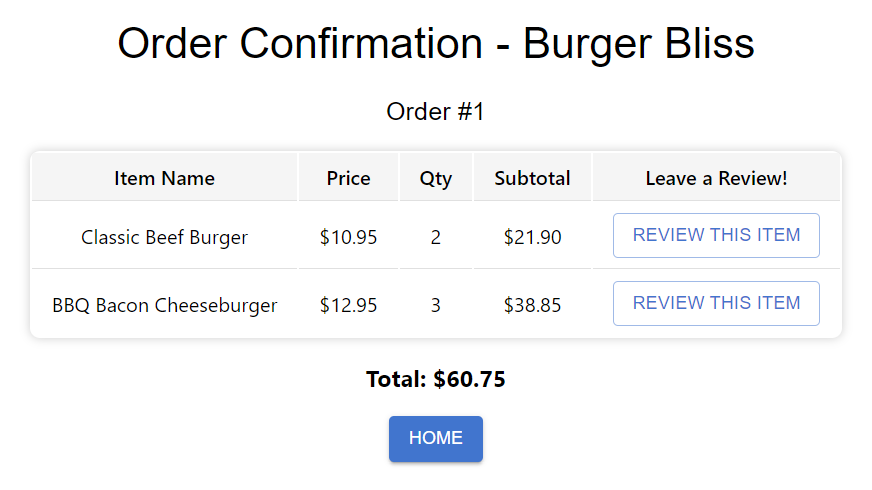 Order Confirmation - Burger Bliss
Order #1
Item Name Price Qty Subtotal Leave a Review!
Classic Beef Burger $10.95 2 $21.90 REVIEW THIS ITEM
BBQ Bacon Cheeseburger $12.95 3 $38.85 REVIEW THIS ITEM
Total: $60.75
HOME